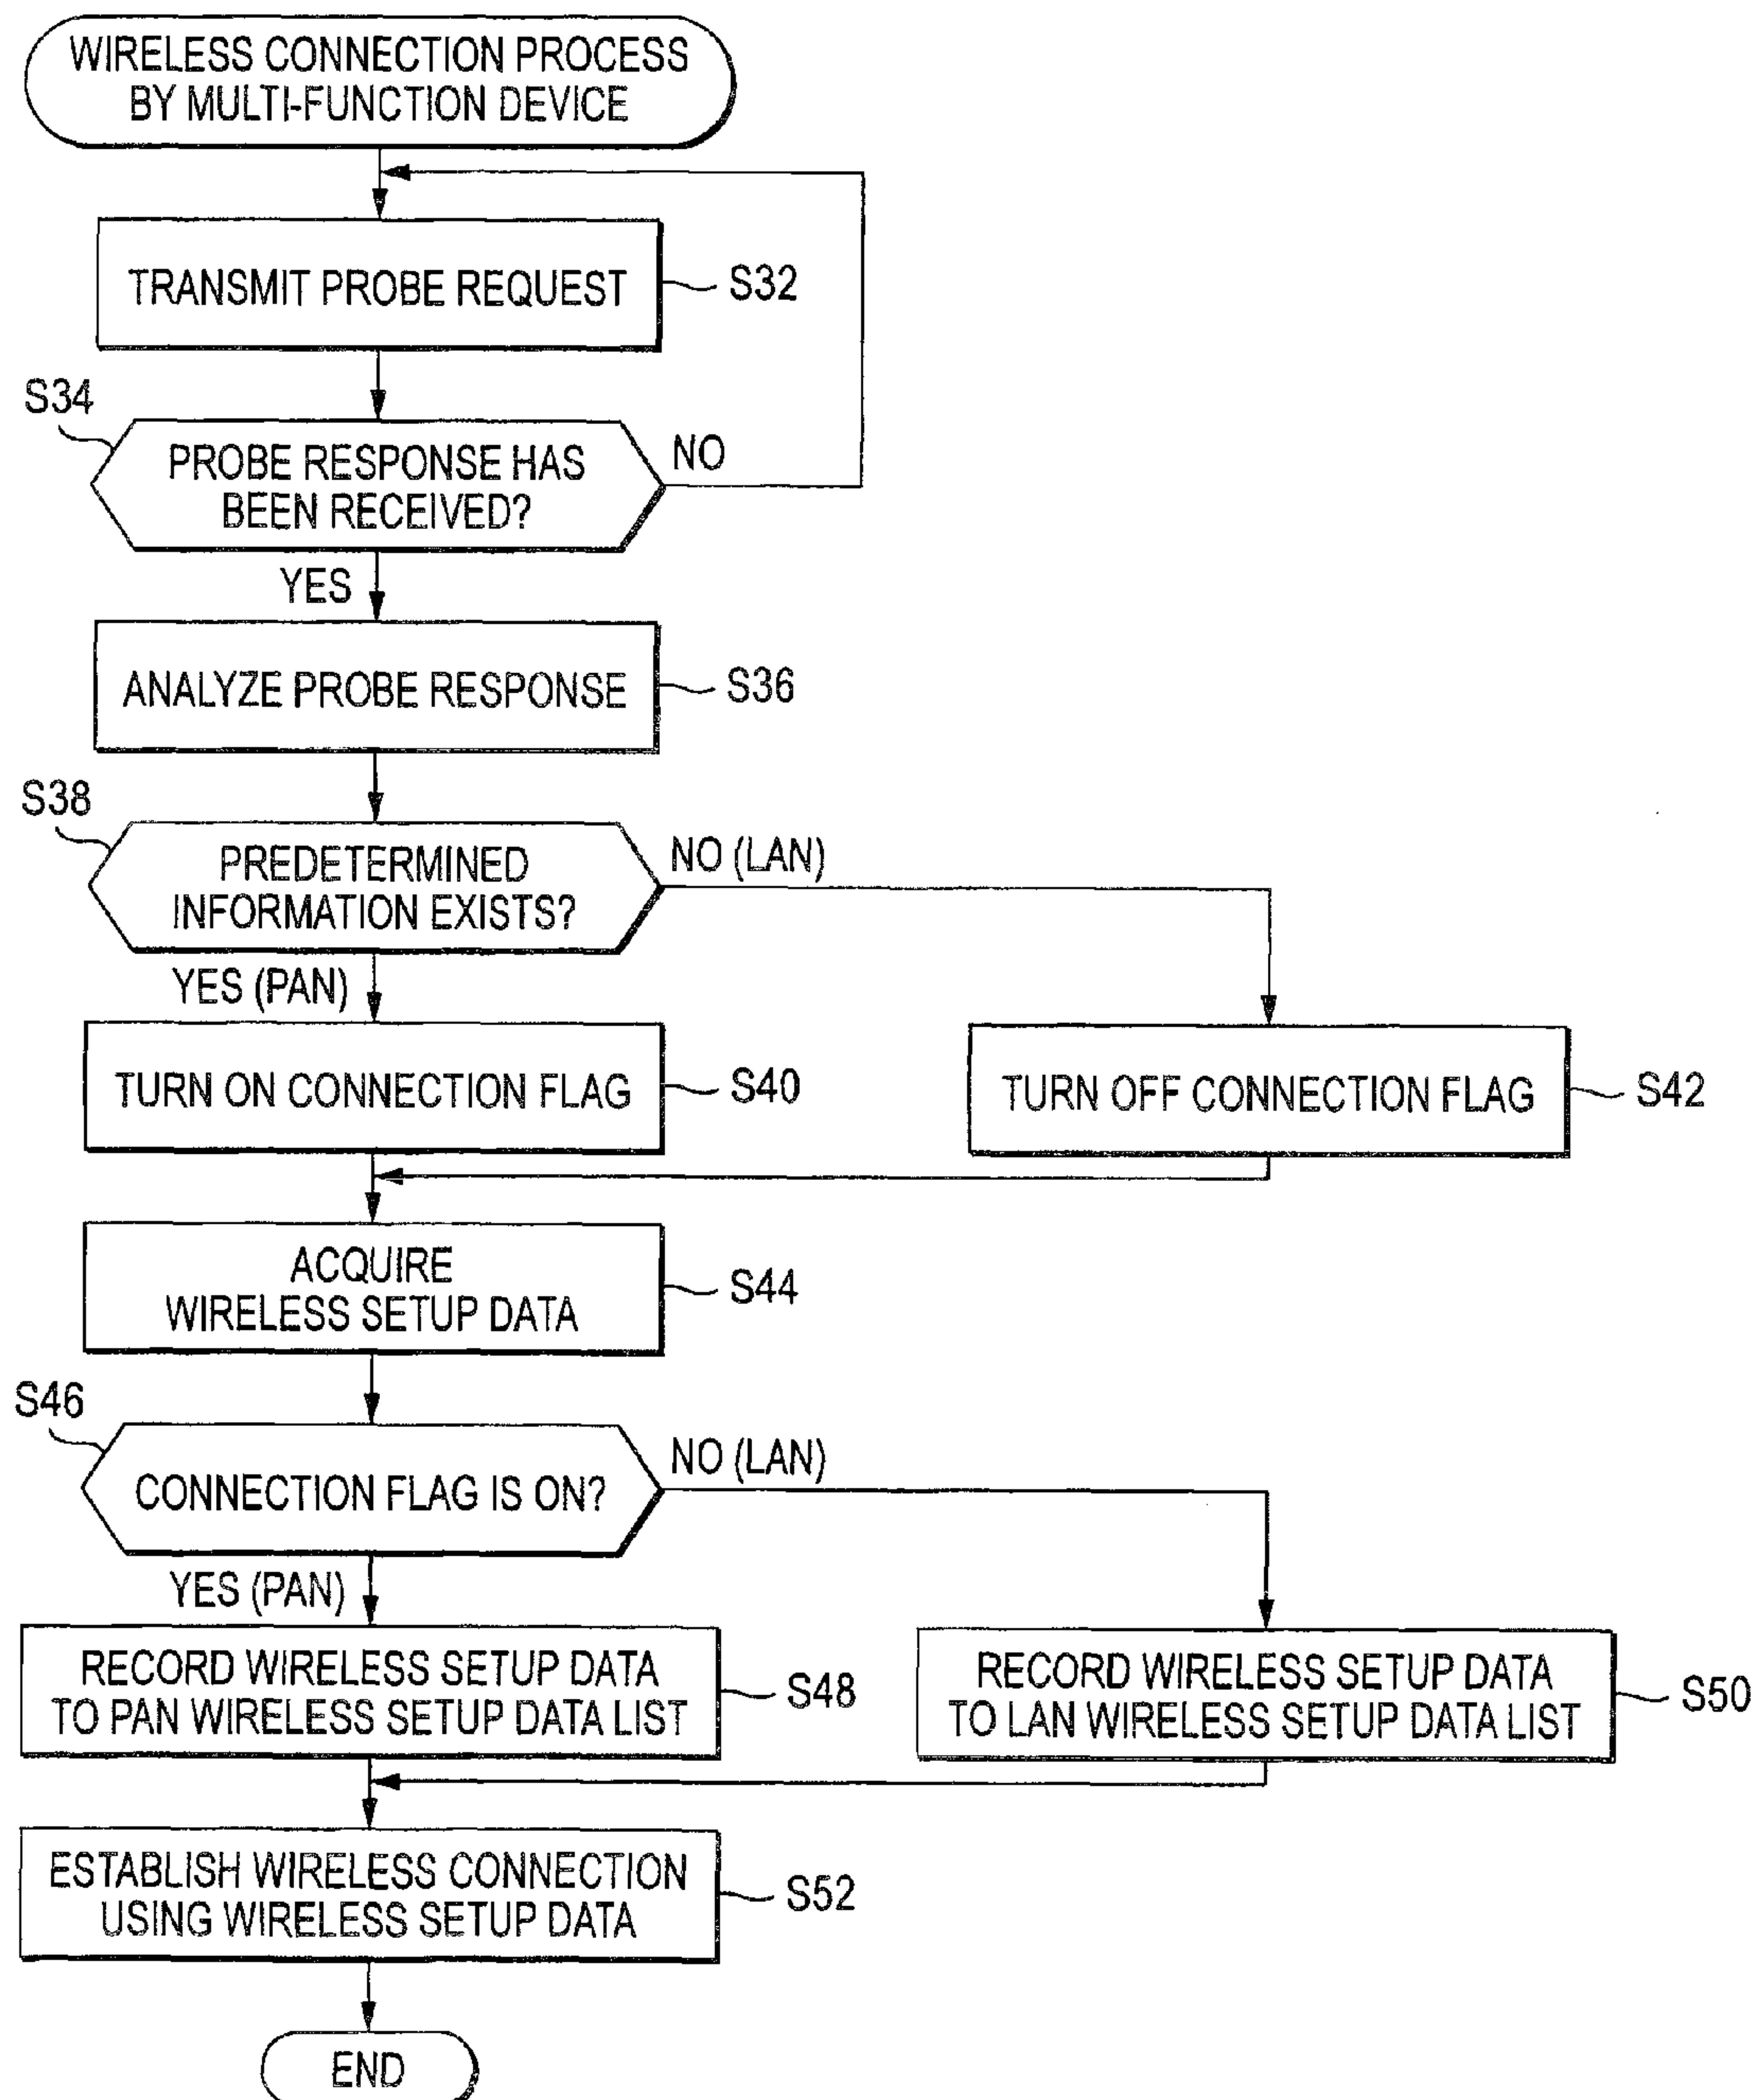 WIRELESS CONNECTION PROCESS
BY MULTI-FUNCTION DEVICE
TRANSMIT PROBE REQUEST
S32
S34
PROBE RESPONSE HAS
BEEN RECEIVED?
NO
YES
ANALYZE PROBE RESPONSE
S36
S38
PREDETERMINED
INFORMATION EXISTS?
NO (LAN)
YES (PAN)
TURN ON CONNECTION FLAG
S40
TURN OFF CONNECTION FLAG
S42
ACQUIRE
WIRELESS SETUP DATA
S44
S46
CONNECTION FLAG IS ON?
NO (LAN)
YES (PAN)
RECORD WIRELESS SETUP DATA
TO PAN WIRELESS SETUP DATA LIST
S48
RECORD WIRELESS SETUP DATA
TO LAN WIRELESS SETUP DATA LIST
S50
ESTABLISH WIRELESS CONNECTION
USING WIRELESS SETUP DATA
S52
END